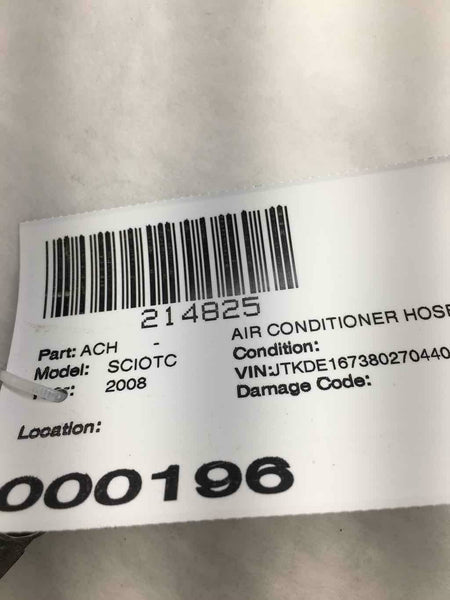 214825
Part: ACH -
AIR CONDITIONER HOSE
Model: SCIOTC
Condition:
2008
VIN:JTKDE167380270440
Damage Code:
Location:
000196